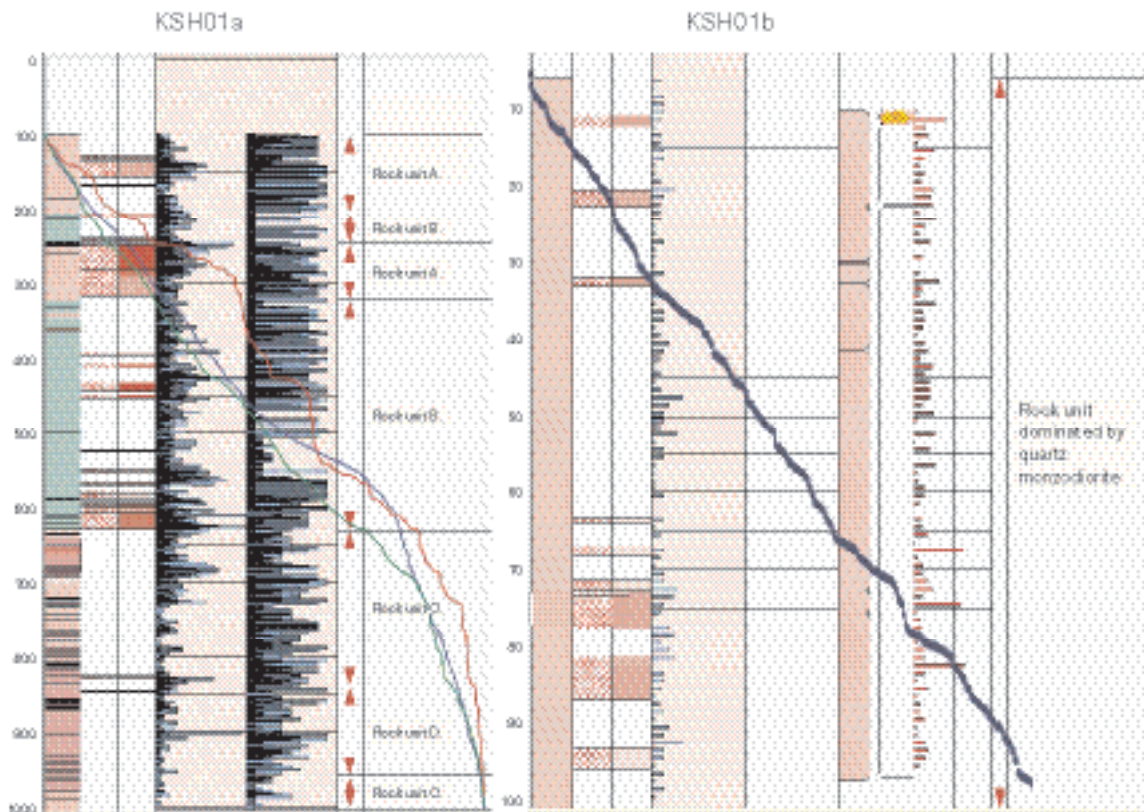 KSH01a
KSH01b
0
100
200
300
400
500
600
700
800
900
1000
Rock unit A.
Rock unit B.
Rock unit A.
Rock unit B.
Rock unit C.
Rock unit D.
Rock unit C.
10
20
30
40
50
60
70
80
90
100
Rock unit
dominated by
quartz
monzodiorite